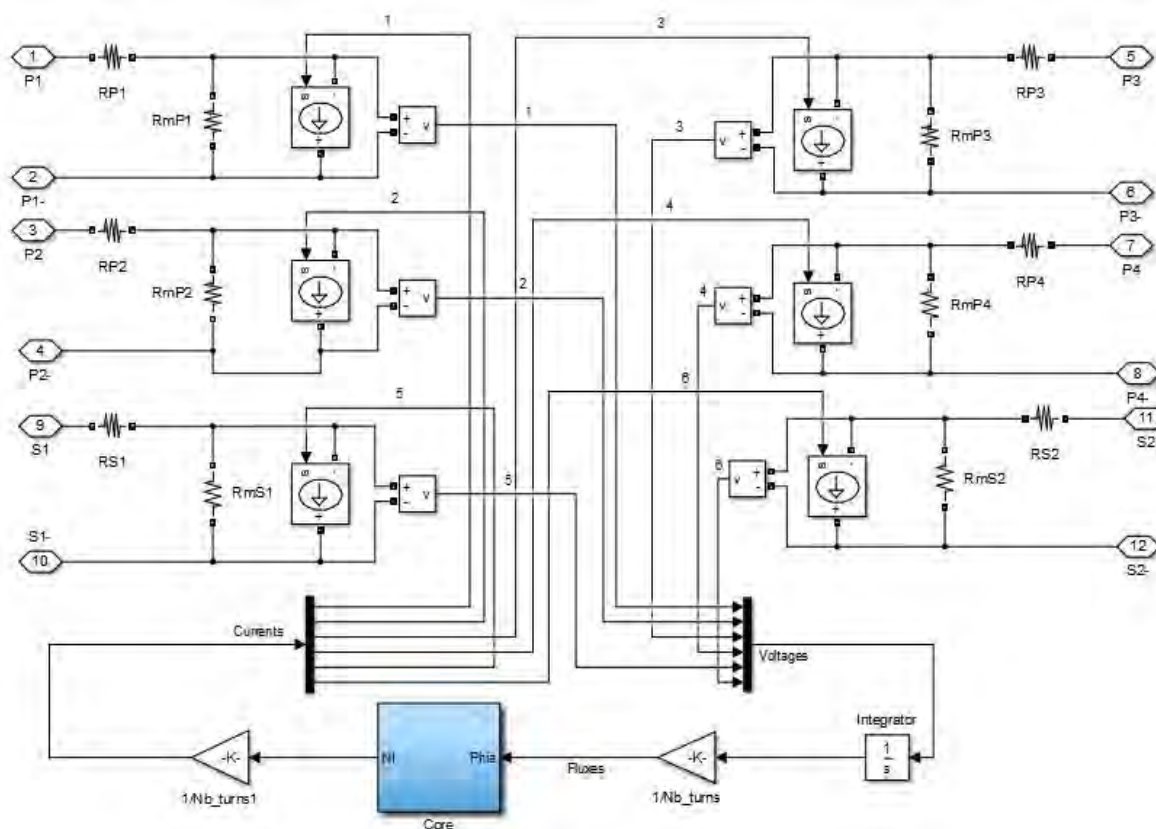 1
3
1
P1
RP1
s
-
RmP1
+
+
-
v
1
2
P1-
3
+
-
v
s
-
+
RmP3
RP3
5
P3
6
P3-
2
3
P2
RP2
s
-
RmP2
+
+
-
v
2
4
P2-
4
4
+
-
v
s
-
+
RmP4
RP4
7
P4
8
P4-
5
9
S1
RS1
s
-
RmS1
+
+
-
v
5
S1-
10
6
6
+
-
v
s
-
+
RmS2
RS2
11
S2
12
S2-
Currents
Voltages
Integrator
1
s
-K-
1/Nb_turns
Fluxes
Phia
NI
Core
-K-
1/Nb_turns1